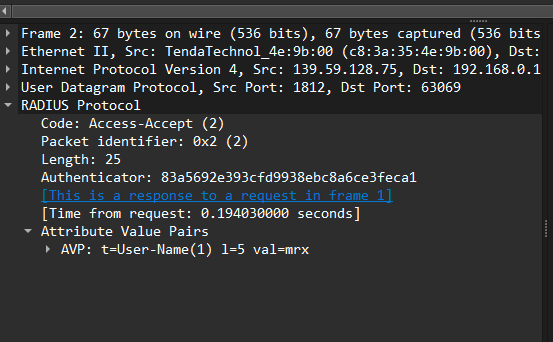 Frame 2: 67 bytes on wire (536 bits), 67 bytes captured (536 bits
Ethernet II, Src: TendaTechnol_4e:9b:00 (c8:3a:35:4e:9b:00), Dst:
Internet Protocol Version 4, Src: 139.59.128.75, Dst: 192.168.0.1
User Datagram Protocol, Src Port: 1812, Dst Port: 63069
RADIUS Protocol
Code: Access-Accept (2)
Packet identifier: 0x2 (2)
Length: 25
Authenticator: 83a5692e393cfd9938ebc8a6ce3feca1
[This is a response to a request in frame 1]
[Time from request: 0.194030000 seconds]
Attribute Value Pairs
AVP: t=User-Name(1) l=5 val=mrx